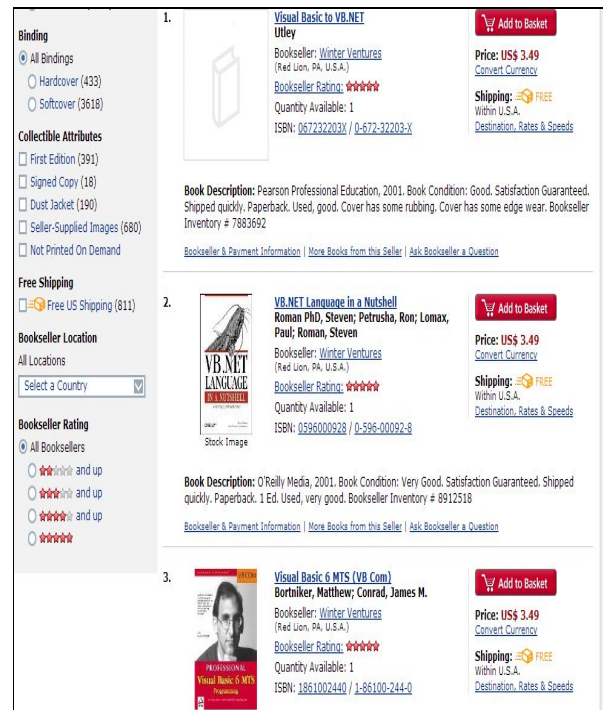 Binding
All Bindings
Hardcover (433)
Softcover (3618)
Collectible Attributes
First Edition (391)
Signed Copy (18)
Dust Jacket (190)
Seller-Supplied Images (680)
Not Printed On Demand
Free Shipping
Free US Shipping (811)
Bookseller Location
All Locations
Select a Country
Bookseller Rating
All Booksellers
and up
and up
and up
1.
Visual Basic to VB.NET
Utley
Bookseller: Winter Ventures
(Red Lion, PA, U.S.A.)
Bookseller Rating:
Quantity Available: 1
ISBN: 067232203X / 0-672-32203-X
Add to Basket
Price: US$ 3.49
Convert Currency
Shipping: FREE
Within U.S.A.
Destination, Rates & Speeds
Book Description: Pearson Professional Education, 2001. Book Condition: Good. Satisfaction Guaranteed.
Shipped quickly. Paperback. Used, good. Cover has some rubbing. Cover has some edge wear. Bookseller
Inventory # 7883692
Bookseller & Payment Information | More Books from this Seller | Ask Bookseller a Question
2.
VB.NET
LANGUAGE
IN A NUTSHELL
Stock Image
VB.NET Language in a Nutshell
Roman PhD, Steven; Petrusha, Ron; Lomax,
Paul; Roman, Steven
Bookseller: Winter Ventures
(Red Lion, PA, U.S.A.)
Bookseller Rating:
Quantity Available: 1
ISBN: 0596000928 / 0-596-00092-8
Add to Basket
Price: US$ 3.49
Convert Currency
Shipping: FREE
Within U.S.A.
Destination, Rates & Speeds
Book Description: O'Reilly Media, 2001. Book Condition: Very Good. Satisfaction Guaranteed. Shipped
quickly. Paperback. 1 Ed. Used, very good. Bookseller Inventory # 8912518
Bookseller & Payment Information | More Books from this Seller | Ask Bookseller a Question
3.
PROFESSIONAL
Visual Basic 6 MTS
Programming
Visual Basic 6 MTS (VB Com)
Bortniker, Matthew; Conrad, James M.
Bookseller: Winter Ventures
(Red Lion, PA, U.S.A.)
Bookseller Rating:
Quantity Available: 1
ISBN: 1861002440 / 1-86100-244-0
Add to Basket
Price: US$ 3.49
Convert Currency
Shipping: FREE
Within U.S.A.
Destination, Rates & Speeds